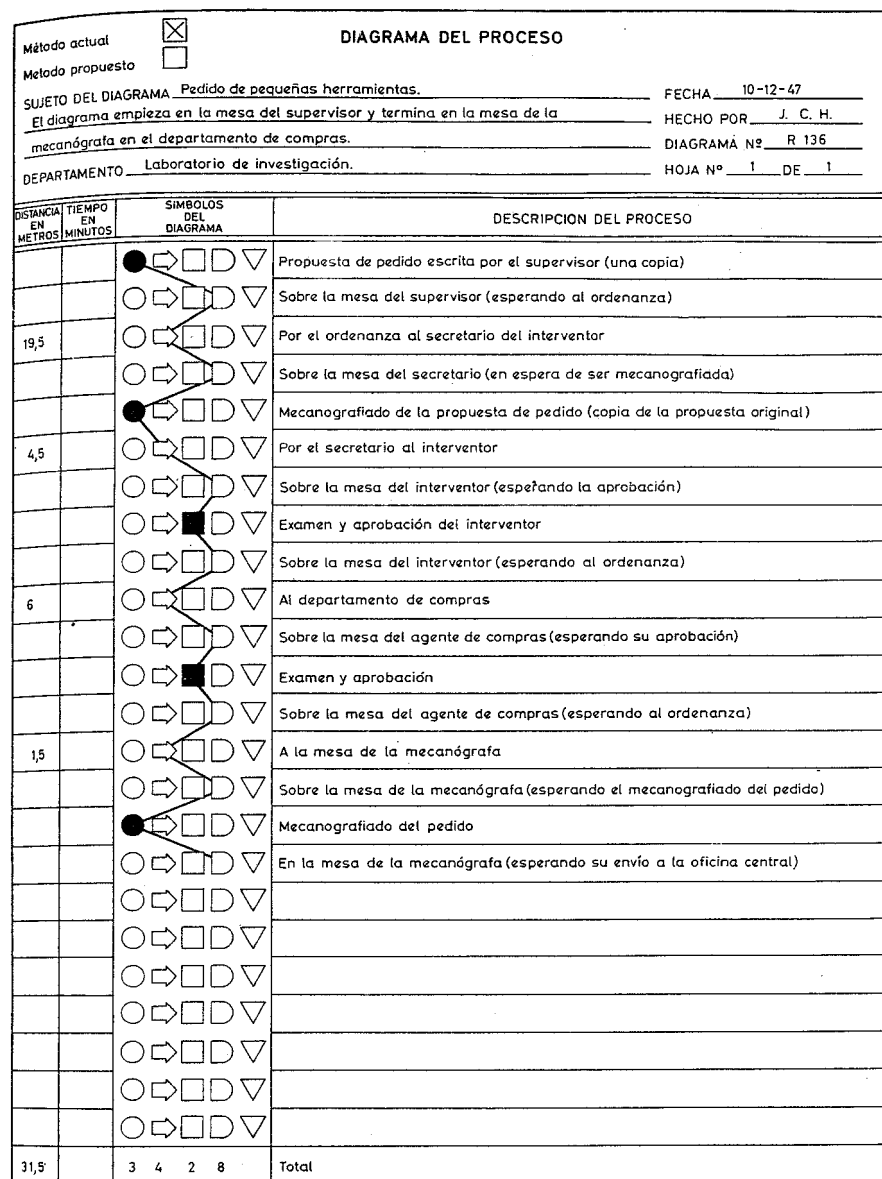 Método actual
DIAGRAMA DEL PROCESO
Metodo propuesto
SUJETO DEL DIAGRAMA Pedido de pequeñas herramientas.
FECHA 10-12-47
El diagrama empieza en la mesa del supervisor y termina en la mesa de la
HECHO POR J. C. H.
mecanógrafa en el departamento de compras.
DIAGRAMA Nº R 136
DEPARTAMENTO Laboratorio de investigación.
HOJA Nº 1 DE 1
DISTANCIA EN METROS
TIEMPO EN MINUTOS
SIMBOLOS DEL DIAGRAMA
DESCRIPCION DEL PROCESO
Propuesta de pedido escrita por el supervisor (una copia)
Sobre la mesa del supervisor (esperando al ordenanza)
19,5 Por el ordenanza al secretario del interventor
Sobre la mesa del secretario (en espera de ser mecanografiada)
Mecanografiado de la propuesta de pedido (copia de la propuesta original)
4,5 Por el secretario al interventor
Sobre la mesa del interventor (esperando la aprobación)
Examen y aprobación del interventor
Sobre la mesa del interventor (esperando al ordenanza)
6 Al departamento de compras
Sobre la mesa del agente de compras (esperando su aprobación)
Examen y aprobación
Sobre la mesa del agente de compras (esperando al ordenanza)
1,5 A la mesa de la mecanógrafa
Sobre la mesa de la mecanógrafa (esperando el mecanografiado del pedido)
Mecanografiado del pedido
En la mesa de la mecanógrafa (esperando su envío a la oficina central)
31,5 3 4 2 8 Total